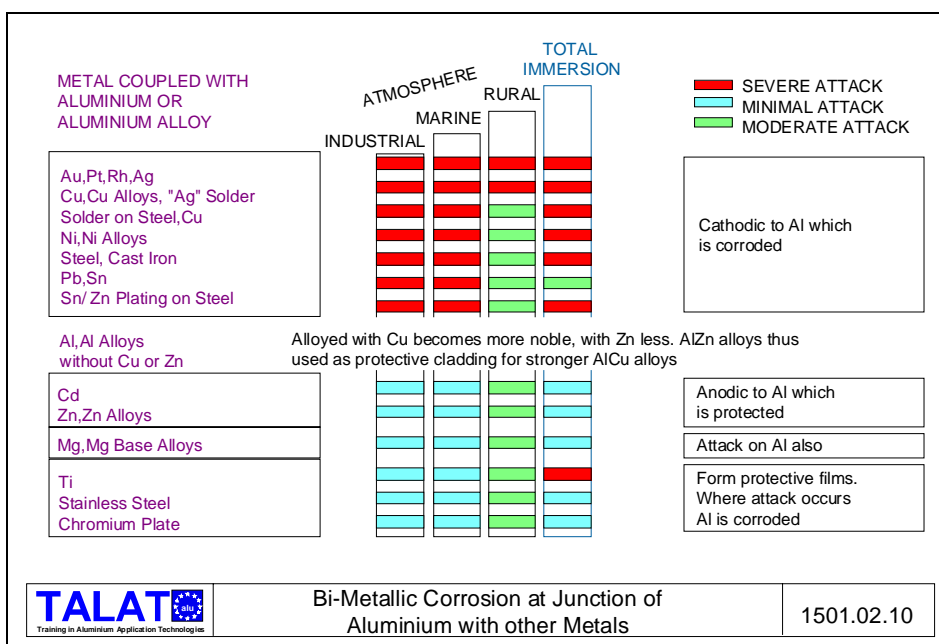 METAL COUPLED WITH
ALUMINIUM OR
ALUMINIUM ALLOY
ATMOSPHERE
INDUSTRIAL
MARINE
RURAL
TOTAL
IMMERSION
SEVERE ATTACK
MINIMAL ATTACK
MODERATE ATTACK
Au,Pt,Rh,Ag
Cu,Cu Alloys, "Ag" Solder
Solder on Steel,Cu
Ni,Ni Alloys
Steel, Cast Iron
Pb,Sn
Sn/ Zn Plating on Steel
Cathodic to Al which
is corroded
Al,Al Alloys
without Cu or Zn
Alloyed with Cu becomes more noble, with Zn less. AlZn alloys thus
used as protective cladding for stronger AlCu alloys
Cd
Zn,Zn Alloys
Anodic to Al which
is protected
Mg,Mg Base Alloys
Attack on Al also
Ti
Stainless Steel
Chromium Plate
Form protective films.
Where attack occurs
Al is corroded
TALAT
alu
Training in Aluminium Application Technologies
Bi-Metallic Corrosion at Junction of
Aluminium with other Metals
1501.02.10